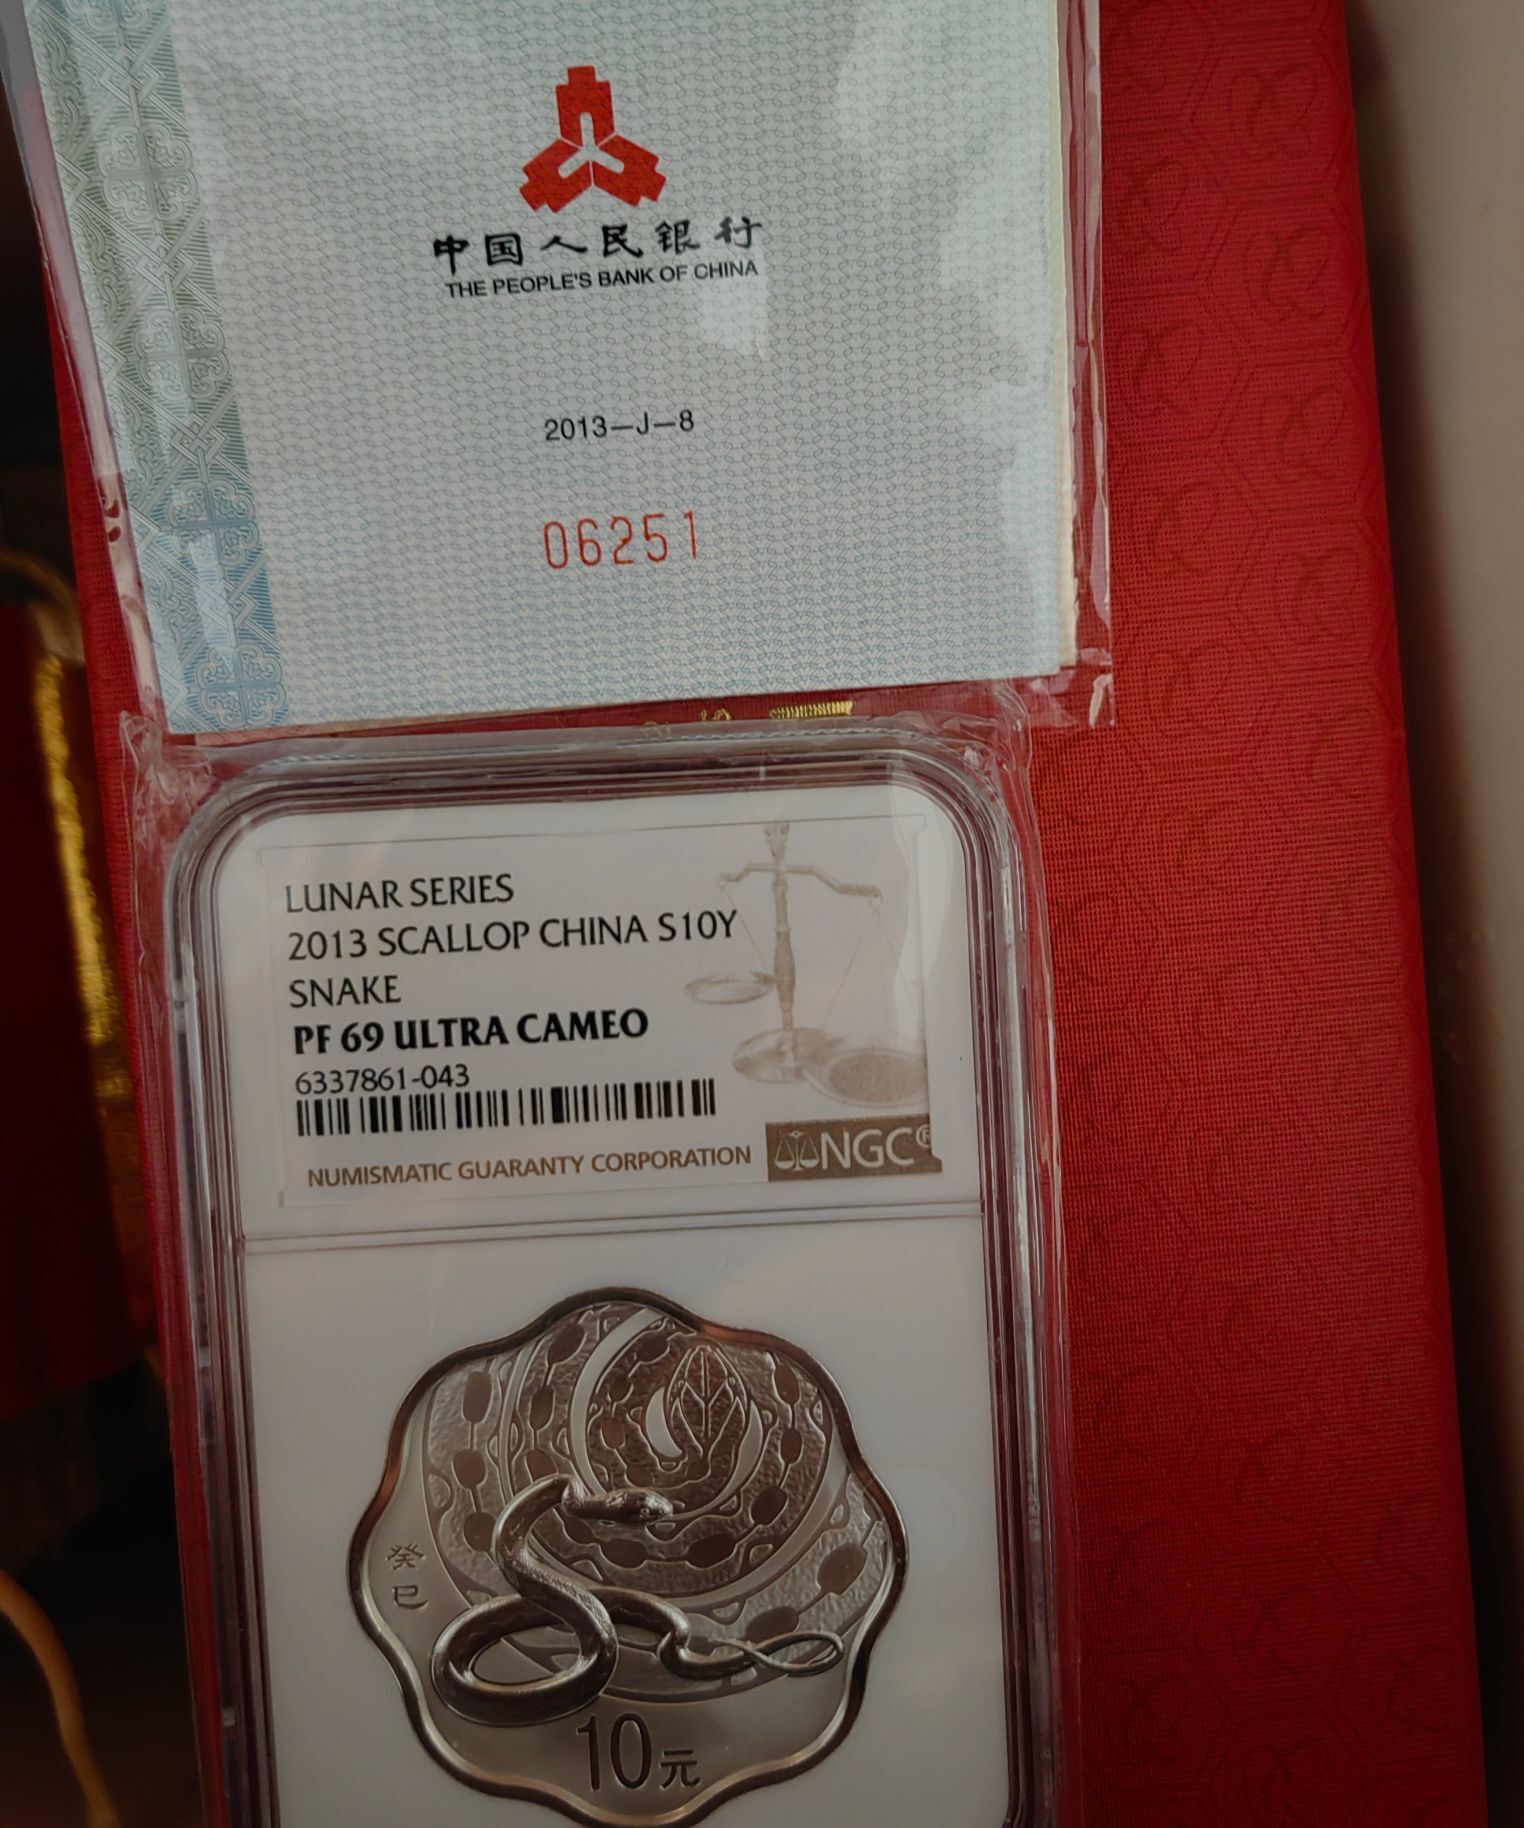 中国人民银行
THE PEOPLE'S BANK OF CHINA
2013—J—8
06251
LUNAR SERIES
2013 SCALLOP CHINA S10Y
SNAKE
PF 69 ULTRA CAMEO
6337861-043
NUMISMATIC GUARANTY CORPORATION
NGC®
癸巳
10元